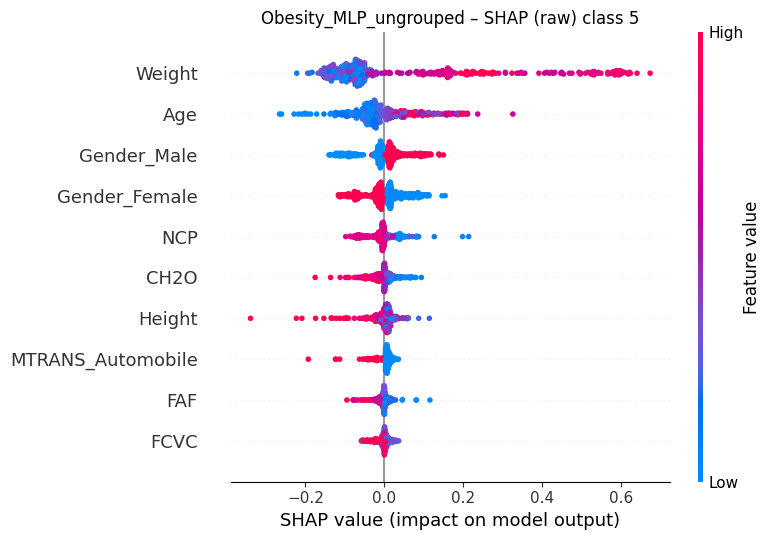 Obesity_MLP_ungrouped – SHAP (raw) class 5
High
Weight
Age
Gender_Male
Gender_Female
NCP
CH2O
Height
MTRANS_Automobile
FAF
FCVC
Feature value
Low
−0.2 0.0 0.2 0.4 0.6
SHAP value (impact on model output)